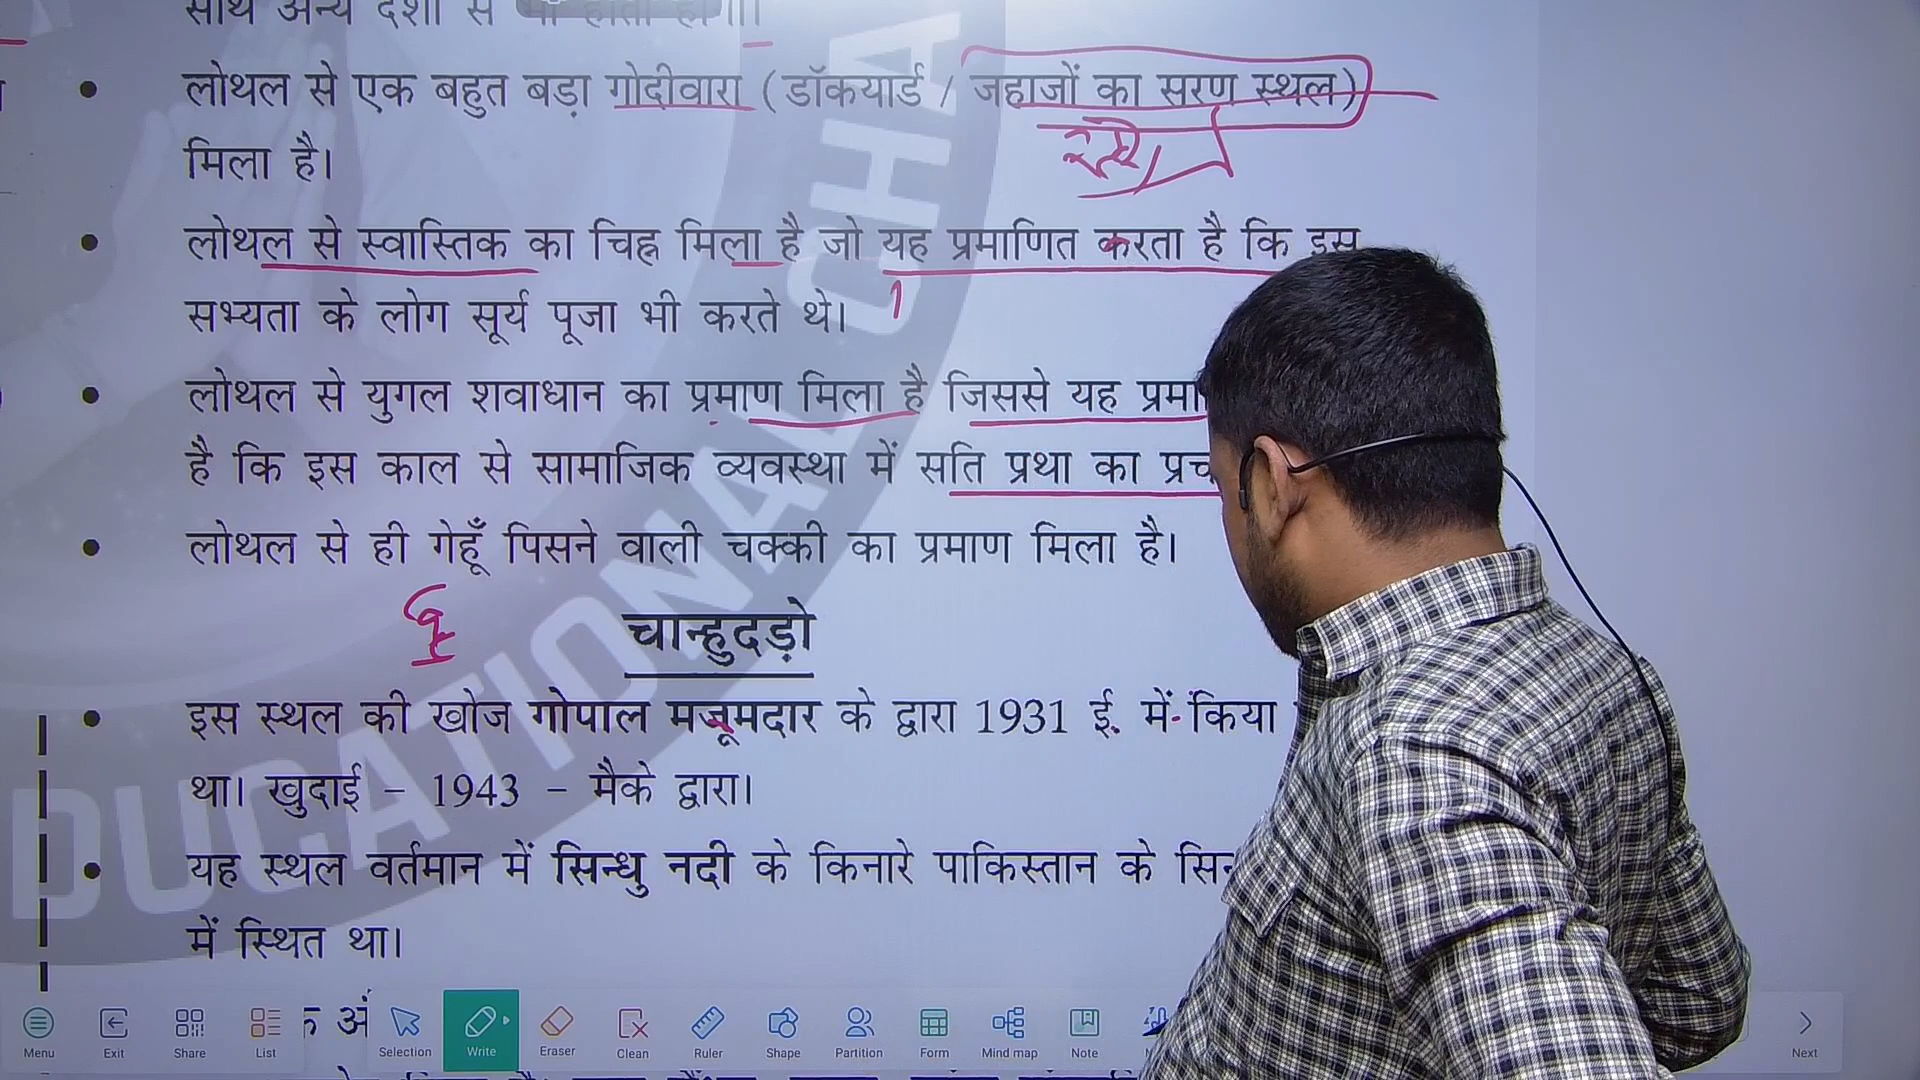 साथ अन्य देशों से भी होता हो।।
• लोथल से एक बहुत बड़ा गोदीवारा (डॉकयार्ड / जहाजों का सरण स्थल)
मिला है।
• लोथल से स्वास्तिक का चिह्न मिला है जो यह प्रमाणित करता है कि इस
सभ्यता के लोग सूर्य पूजा भी करते थे।
• लोथल से युगल शवाधान का प्रमाण मिला है जिससे यह
है कि इस काल से सामाजिक व्यवस्था में सति प्रथा का
• लोथल से ही गेहूँ पिसने वाली चक्की का प्रमाण मिला है।
चान्हुदड़ो
• इस स्थल की खोज गोपाल मजूमदार के द्वारा 1931 ई. में किया
था। खुदाई – 1943 – मैके द्वारा।
• यह स्थल वर्तमान में सिन्धु नदी के किनारे पाकिस्तान के
में स्थित था।
DUCATIONAL CHA
Menu Exit Share List Selection Write Eraser Clean Ruler Shape Partition Form Mind map Note Next